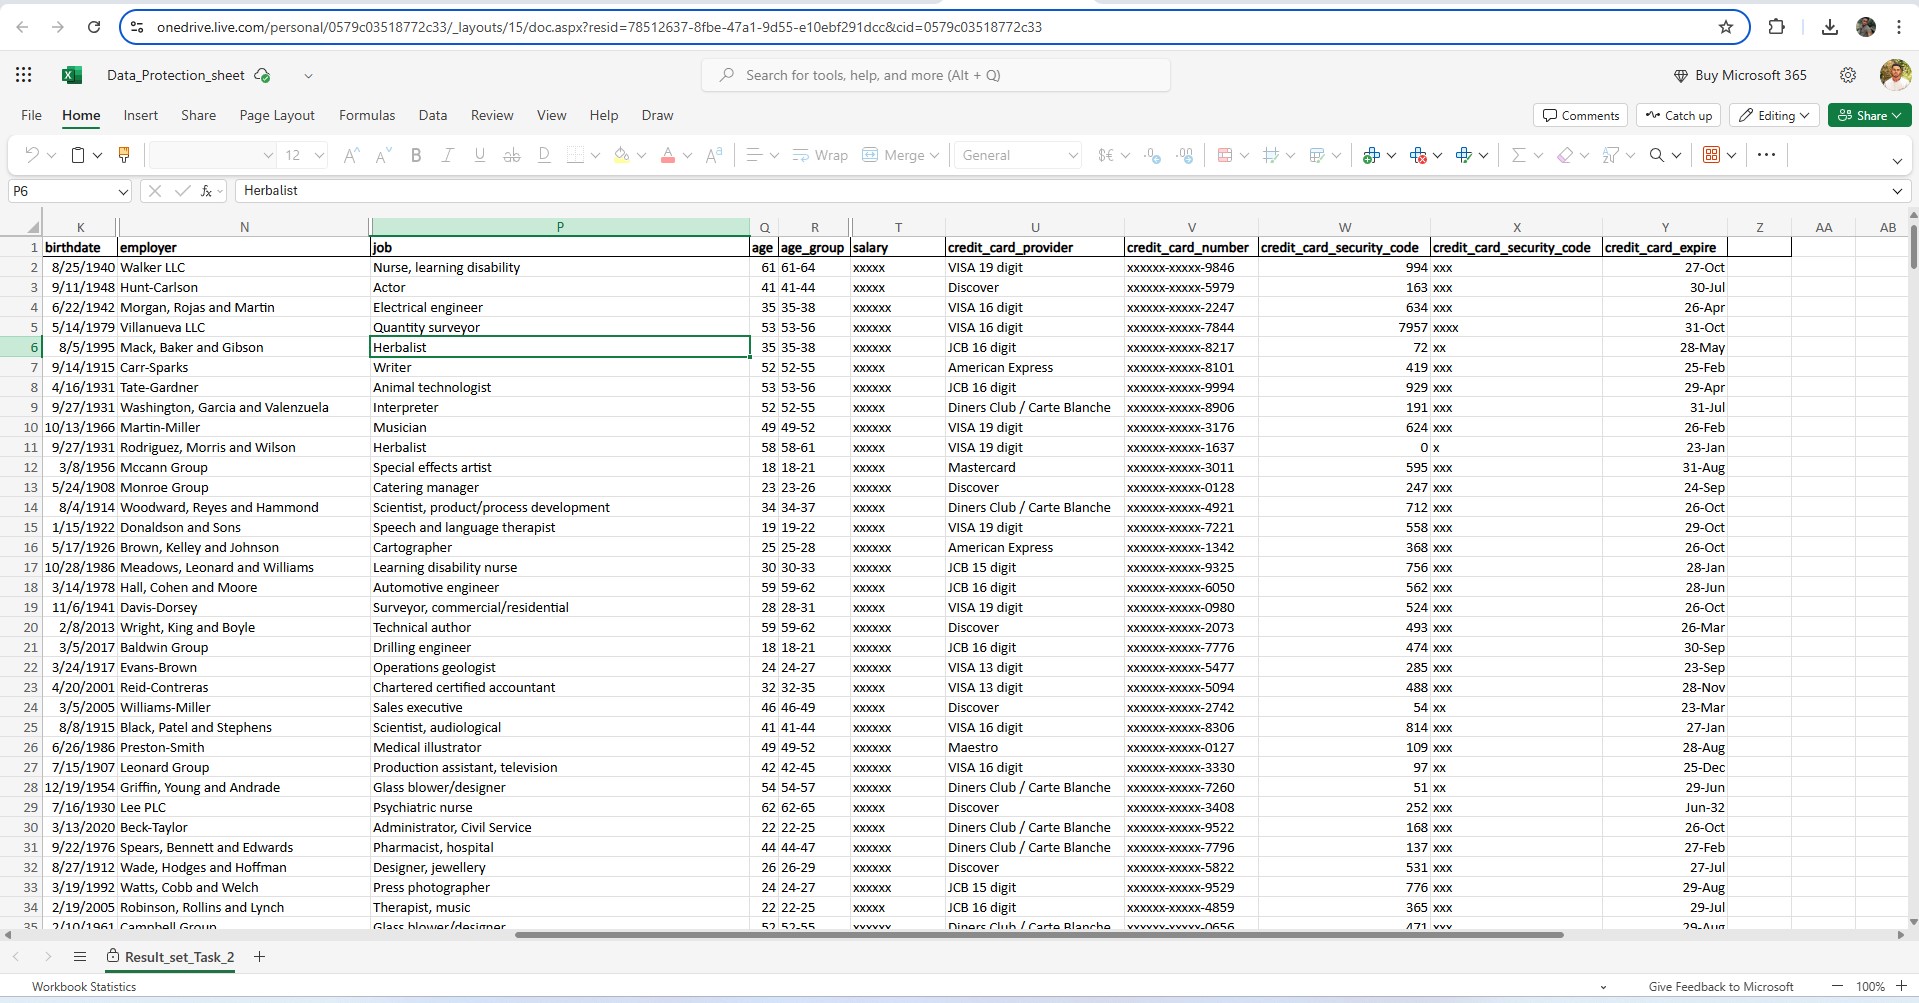 onedrive.live.com/personal/0579c03518772c33/_layouts/15/doc.aspx?resid=78512637-8fbe-47a1-9d55-e10ebf291dcc&cid=0579c03518772c33
Data_Protection_sheet Search for tools, help, and more (Alt + Q) Buy Microsoft 365
File Home Insert Share Page Layout Formulas Data Review View Help Draw Comments Catch up Editing Share
12 Wrap Merge General
P6 fx Herbalist
K N P Q R T U V W X Y Z AA AB
1 birthdate employer job age age_group salary credit_card_provider credit_card_number credit_card_security_code credit_card_security_code credit_card_expire
2 8/25/1940 Walker LLC Nurse, learning disability 61 61-64 xxxxx VISA 19 digit xxxxxx-xxxxx-9846 994 xxx 27-Oct
3 9/11/1948 Hunt-Carlson Actor 41 41-44 xxxxx Discover xxxxxx-xxxxx-5979 163 xxx 30-Jul
4 6/22/1942 Morgan, Rojas and Martin Electrical engineer 35 35-38 xxxxxx VISA 16 digit xxxxxx-xxxxx-2247 634 xxx 26-Apr
5 5/14/1979 Villanueva LLC Quantity surveyor 53 53-56 xxxxxx VISA 16 digit xxxxxx-xxxxx-7844 7957 xxxx 31-Oct
6 8/5/1995 Mack, Baker and Gibson Herbalist 35 35-38 xxxxxx JCB 16 digit xxxxxx-xxxxx-8217 72 xx 28-May
7 9/14/1915 Carr-Sparks Writer 52 52-55 xxxxx American Express xxxxxx-xxxxx-8101 419 xxx 25-Feb
8 4/16/1931 Tate-Gardner Animal technologist 53 53-56 xxxxxx JCB 16 digit xxxxxx-xxxxx-9994 929 xxx 29-Apr
9 9/27/1931 Washington, Garcia and Valenzuela Interpreter 52 52-55 xxxxx Diners Club / Carte Blanche xxxxxx-xxxxx-8906 191 xxx 31-Jul
10 10/13/1966 Martin-Miller Musician 49 49-52 xxxxxx VISA 19 digit xxxxxx-xxxxx-3176 624 xxx 26-Feb
11 9/27/1931 Rodriguez, Morris and Wilson Herbalist 58 58-61 xxxxx VISA 19 digit xxxxxx-xxxxx-1637 0 x 23-Jan
12 3/8/1956 Mccann Group Special effects artist 18 18-21 xxxxx Mastercard xxxxxx-xxxxx-3011 595 xxx 31-Aug
13 5/24/1908 Monroe Group Catering manager 23 23-26 xxxxxx Discover xxxxxx-xxxxx-0128 247 xxx 24-Sep
14 8/4/1914 Woodward, Reyes and Hammond Scientist, product/process development 34 34-37 xxxxxx Diners Club / Carte Blanche xxxxxx-xxxxx-4921 712 xxx 26-Oct
15 1/15/1922 Donaldson and Sons Speech and language therapist 19 19-22 xxxxxx VISA 19 digit xxxxxx-xxxxx-7221 558 xxx 29-Oct
16 5/17/1926 Brown, Kelley and Johnson Cartographer 25 25-28 xxxxxx American Express xxxxxx-xxxxx-1342 368 xxx 26-Oct
17 10/28/1986 Meadows, Leonard and Williams Learning disability nurse 30 30-33 xxxxxx JCB 15 digit xxxxxx-xxxxx-9325 756 xxx 28-Jan
18 3/14/1978 Hall, Cohen and Moore Automotive engineer 59 59-62 xxxxxx JCB 16 digit xxxxxx-xxxxx-6050 562 xxx 28-Jun
19 11/6/1941 Davis-Dorsey Surveyor, commercial/residential 28 28-31 xxxxx VISA 19 digit xxxxxx-xxxxx-0980 524 xxx 26-Oct
20 2/8/2013 Wright, King and Boyle Technical author 59 59-62 xxxxxx Discover xxxxxx-xxxxx-2073 493 xxx 26-Mar
21 3/5/2017 Baldwin Group Drilling engineer 18 18-21 xxxxxx JCB 16 digit xxxxxx-xxxxx-7776 474 xxx 30-Sep
22 3/24/1917 Evans-Brown Operations geologist 24 24-27 xxxxxx VISA 13 digit xxxxxx-xxxxx-5477 285 xxx 23-Sep
23 4/20/2001 Reid-Contreras Chartered certified accountant 32 32-35 xxxxx VISA 13 digit xxxxxx-xxxxx-5094 488 xxx 28-Nov
24 3/5/2005 Williams-Miller Sales executive 46 46-49 xxxxx Discover xxxxxx-xxxxx-2742 54 xx 23-Mar
25 8/8/1915 Black, Patel and Stephens Scientist, audiological 41 41-44 xxxxxx VISA 16 digit xxxxxx-xxxxx-8306 814 xxx 27-Jan
26 6/26/1986 Preston-Smith Medical illustrator 49 49-52 xxxxxx Maestro xxxxxx-xxxxx-0127 109 xxx 28-Aug
27 7/15/1907 Leonard Group Production assistant, television 42 42-45 xxxxxx VISA 16 digit xxxxxx-xxxxx-3330 97 xx 25-Dec
28 12/19/1954 Griffin, Young and Andrade Glass blower/designer 54 54-57 xxxxxx Diners Club / Carte Blanche xxxxxx-xxxxx-7260 51 xx 29-Jun
29 7/16/1930 Lee PLC Psychiatric nurse 62 62-65 xxxxx Discover xxxxxx-xxxxx-3408 252 xxx Jun-32
30 3/13/2020 Beck-Taylor Administrator, Civil Service 22 22-25 xxxxx Diners Club / Carte Blanche xxxxxx-xxxxx-9522 168 xxx 26-Oct
31 9/22/1976 Spears, Bennett and Edwards Pharmacist, hospital 44 44-47 xxxxxx Diners Club / Carte Blanche xxxxxx-xxxxx-7796 137 xxx 27-Feb
32 8/27/1912 Wade, Hodges and Hoffman Designer, jewellery 26 26-29 xxxxx Discover xxxxxx-xxxxx-5822 531 xxx 27-Jul
33 3/19/1992 Watts, Cobb and Welch Press photographer 24 24-27 xxxxxx JCB 15 digit xxxxxx-xxxxx-9529 776 xxx 29-Aug
34 2/19/2005 Robinson, Rollins and Lynch Therapist, music 22 22-25 xxxxx JCB 16 digit xxxxxx-xxxxx-4859 365 xxx 29-Jul
35 2/10/1961 Campbell Group Glass blower/designer 52 52-55 xxxxxx Diners Club / Carte Blanche xxxxxx-xxxxx-0656 471 xxx 29-Aug
Result_set_Task_2
Workbook Statistics Give Feedback to Microsoft 100%